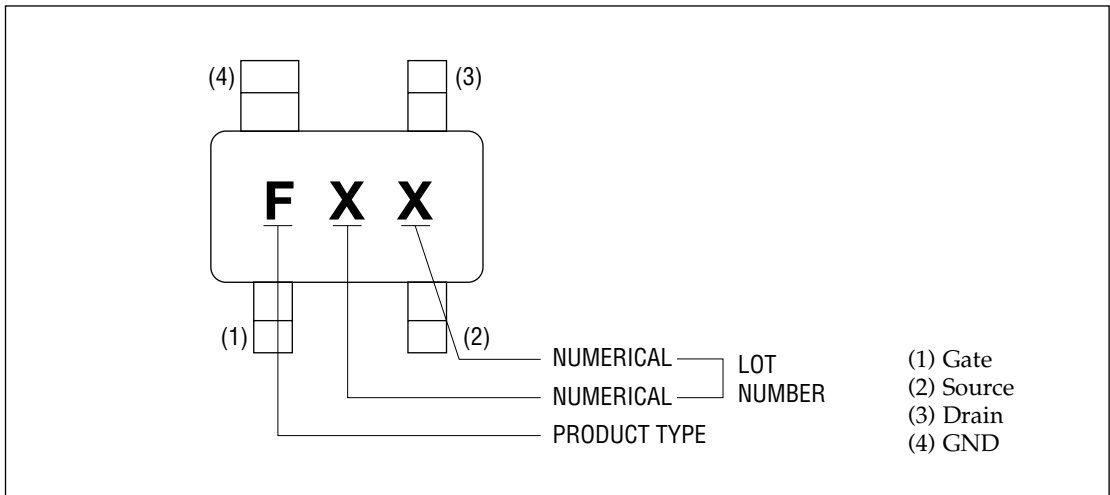 (4)
(3)
F X X
(1)
(2)
NUMERICAL
NUMERICAL
LOT
NUMBER
PRODUCT TYPE
(1) Gate
(2) Source
(3) Drain
(4) GND